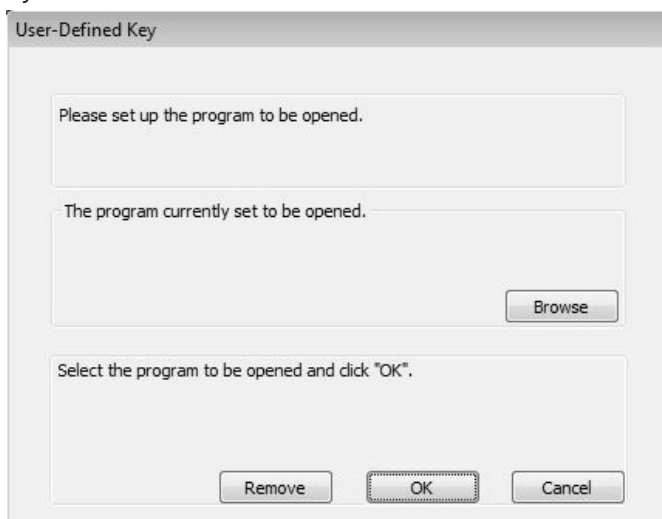 User-Defined Key
Please set up the program to be opened.
The program currently set to be opened.
Browse
Select the program to be opened and click "OK".
Remove OK Cancel